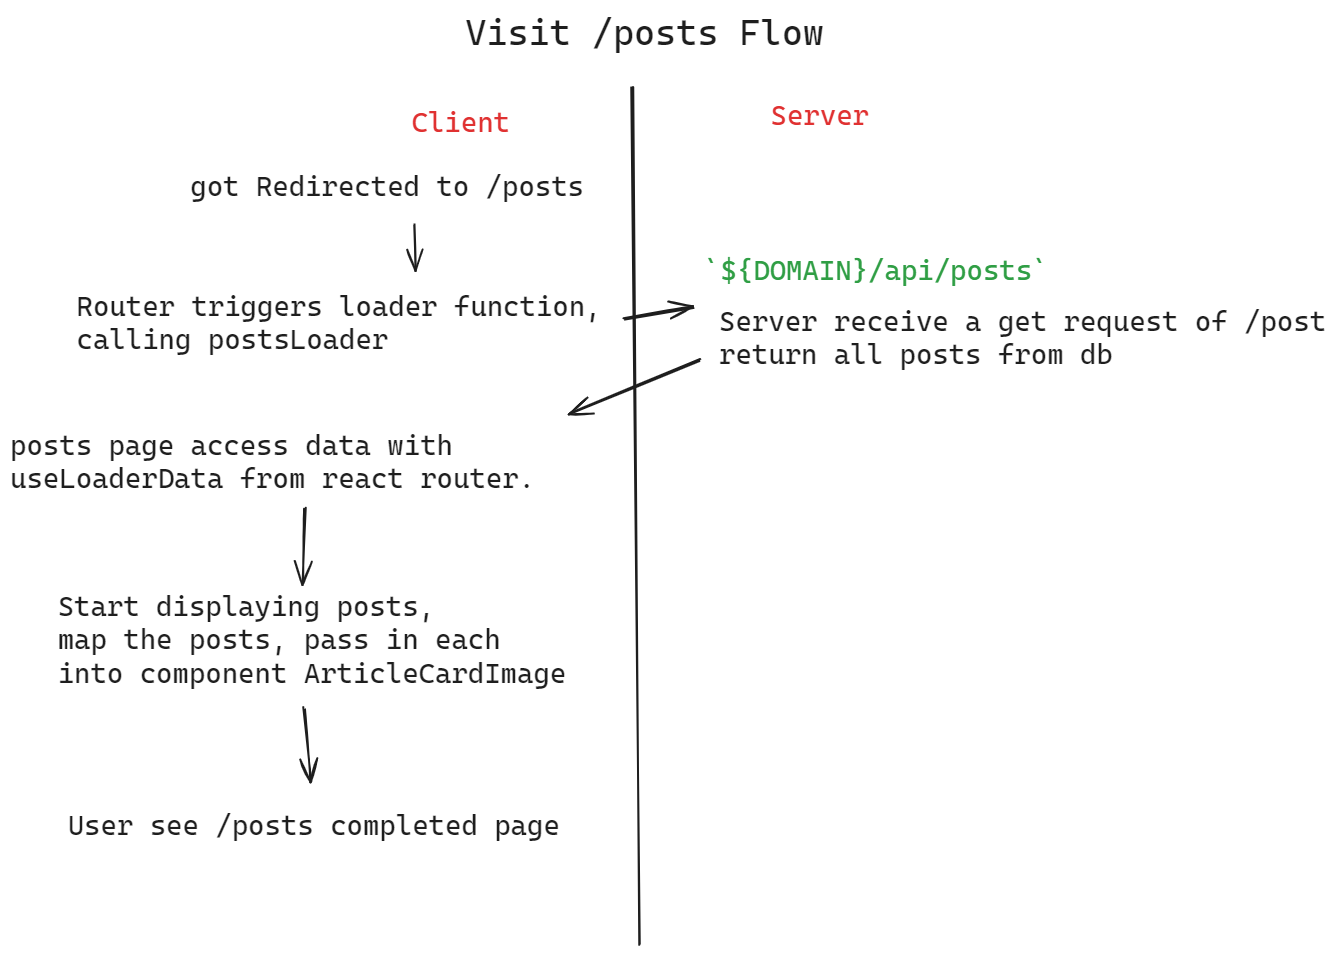 Visit /posts Flow
Client
Server
got Redirected to /posts
Router triggers loader function,
calling postsLoader
`${DOMAIN}/api/posts`
Server receive a get request of /post
return all posts from db
posts page access data with
useLoaderData from react router.
Start displaying posts,
map the posts, pass in each
into component ArticleCardImage
User see /posts completed page